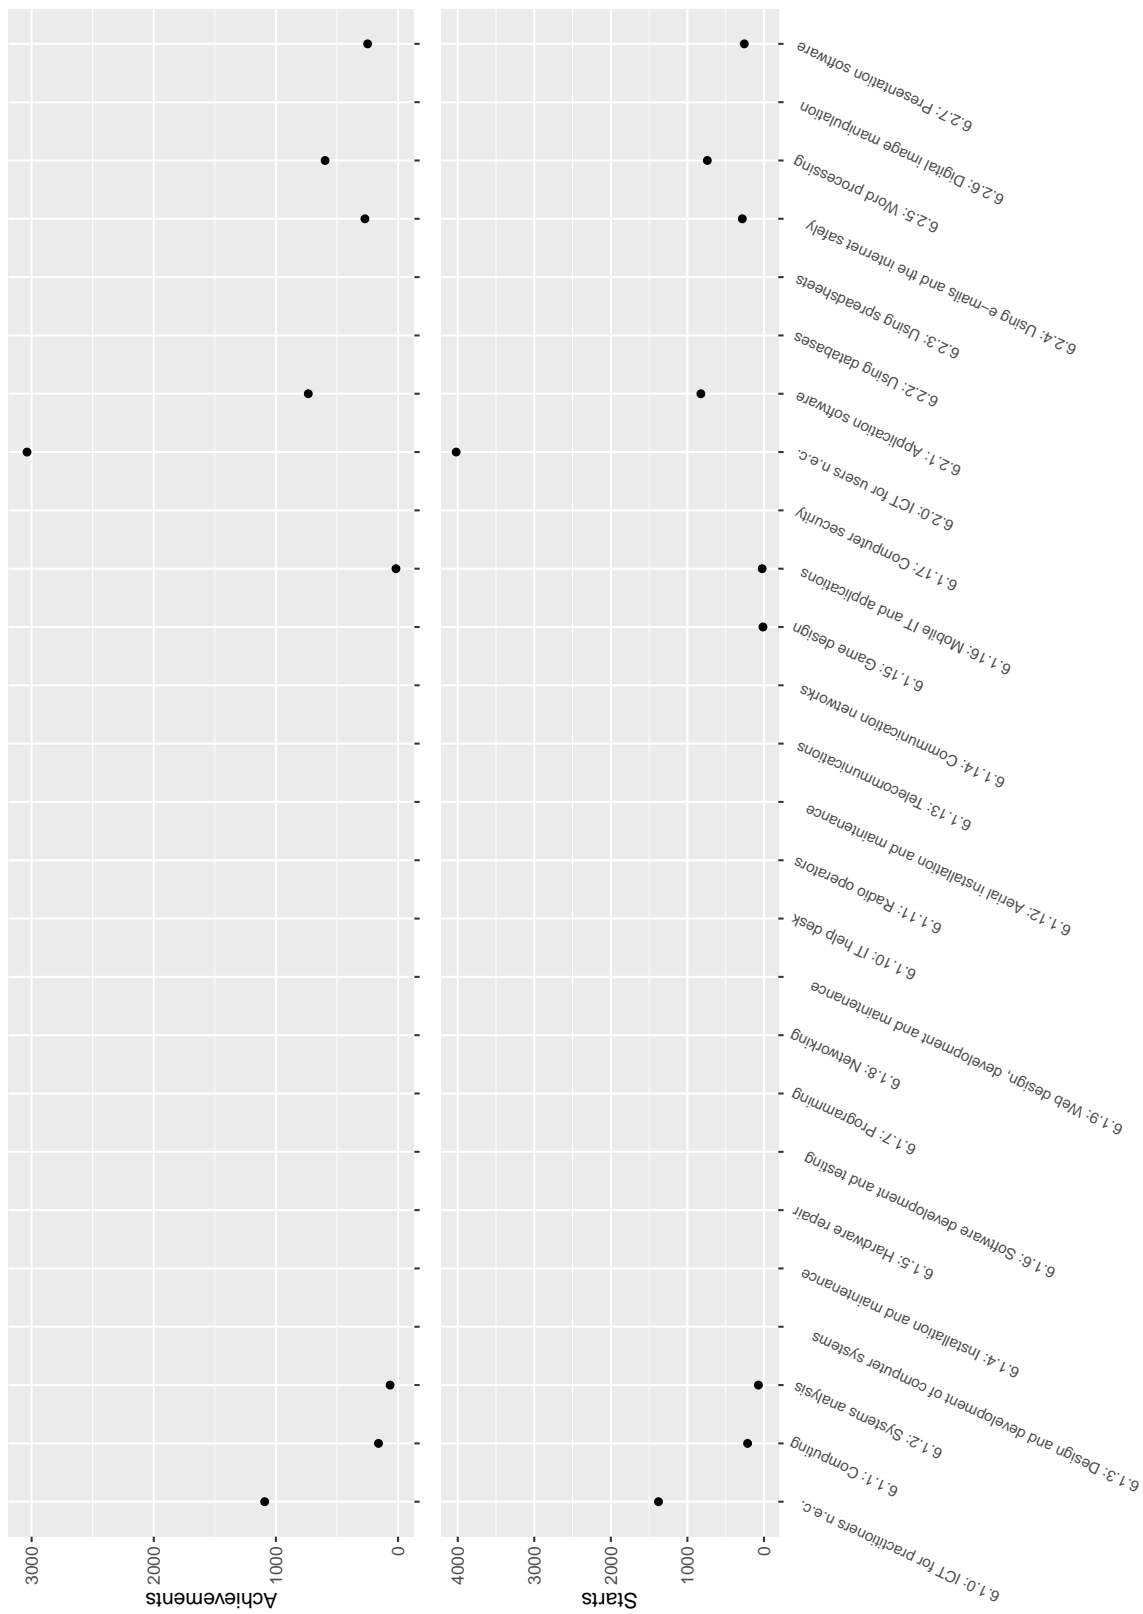 Achievements
3000
2000
1000
0
Starts
4000
3000
2000
1000
0
6.1.0: ICT for practitioners n.e.c.
6.1.1: Computing
6.1.2: Systems analysis
6.1.3: Design and development of computer systems
6.1.4: Installation and maintenance
6.1.5: Hardware repair
6.1.6: Software development and testing
6.1.7: Programming
6.1.8: Networking
6.1.9: Web design, development and maintenance
6.1.10: IT help desk
6.1.11: Radio operators
6.1.12: Aerial installation and maintenance
6.1.13: Telecommunications
6.1.14: Communication networks
6.1.15: Game design
6.1.16: Mobile IT and applications
6.1.17: Computer security
6.2.0: ICT for users n.e.c.
6.2.1: Application software
6.2.2: Using databases
6.2.3: Using spreadsheets
6.2.4: Using e−mails and the internet safely
6.2.5: Word processing
6.2.6: Digital image manipulation
6.2.7: Presentation software